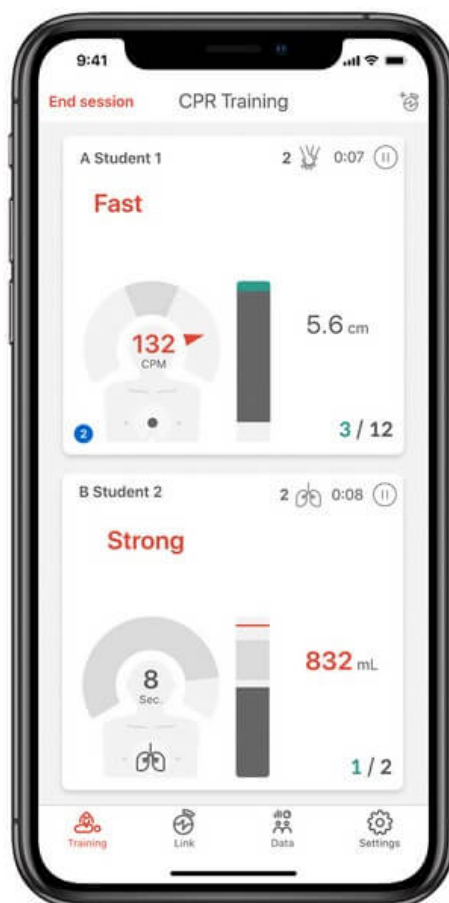 9:41
End session
CPR Training
A Student 1
2
0:07
Fast
132
CPM
5.6 cm
2
3 / 12
B Student 2
2
0:08
Strong
8
Sec.
832 mL
1 / 2
Training
Link
Data
Settings